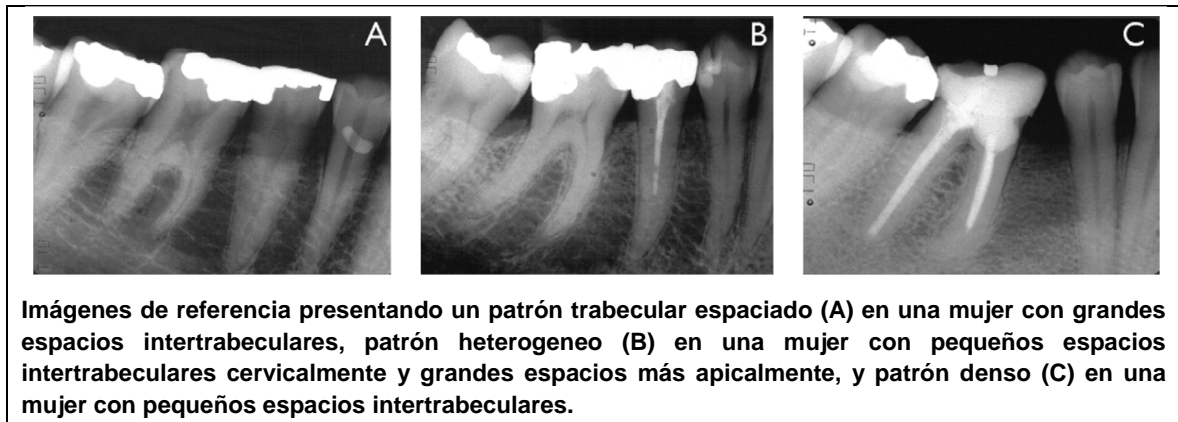 A
B
C
Imágenes de referencia presentando un patrón trabecular espaciado (A) en una mujer con grandes
espacios intertrabeculares, patrón heterogeneo (B) en una mujer con pequeños espacios
intertrabeculares cervicalmente y grandes espacios más apicalmente, y patrón denso (C) en una
mujer con pequeños espacios intertrabeculares.